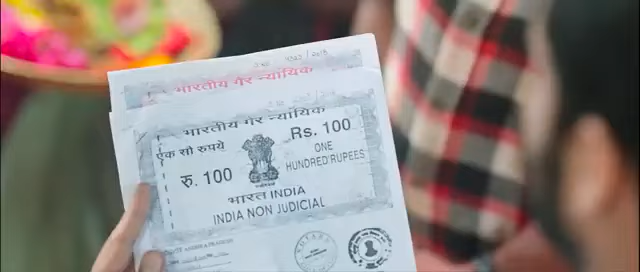 भारतीय गैर न्यायिक
भारतीय गैर न्यायिक
एक सौ रुपये
Rs. 100
रु. 100
ONE
HUNDRED RUPEES
भारत INDIA
INDIA NON JUDICIAL